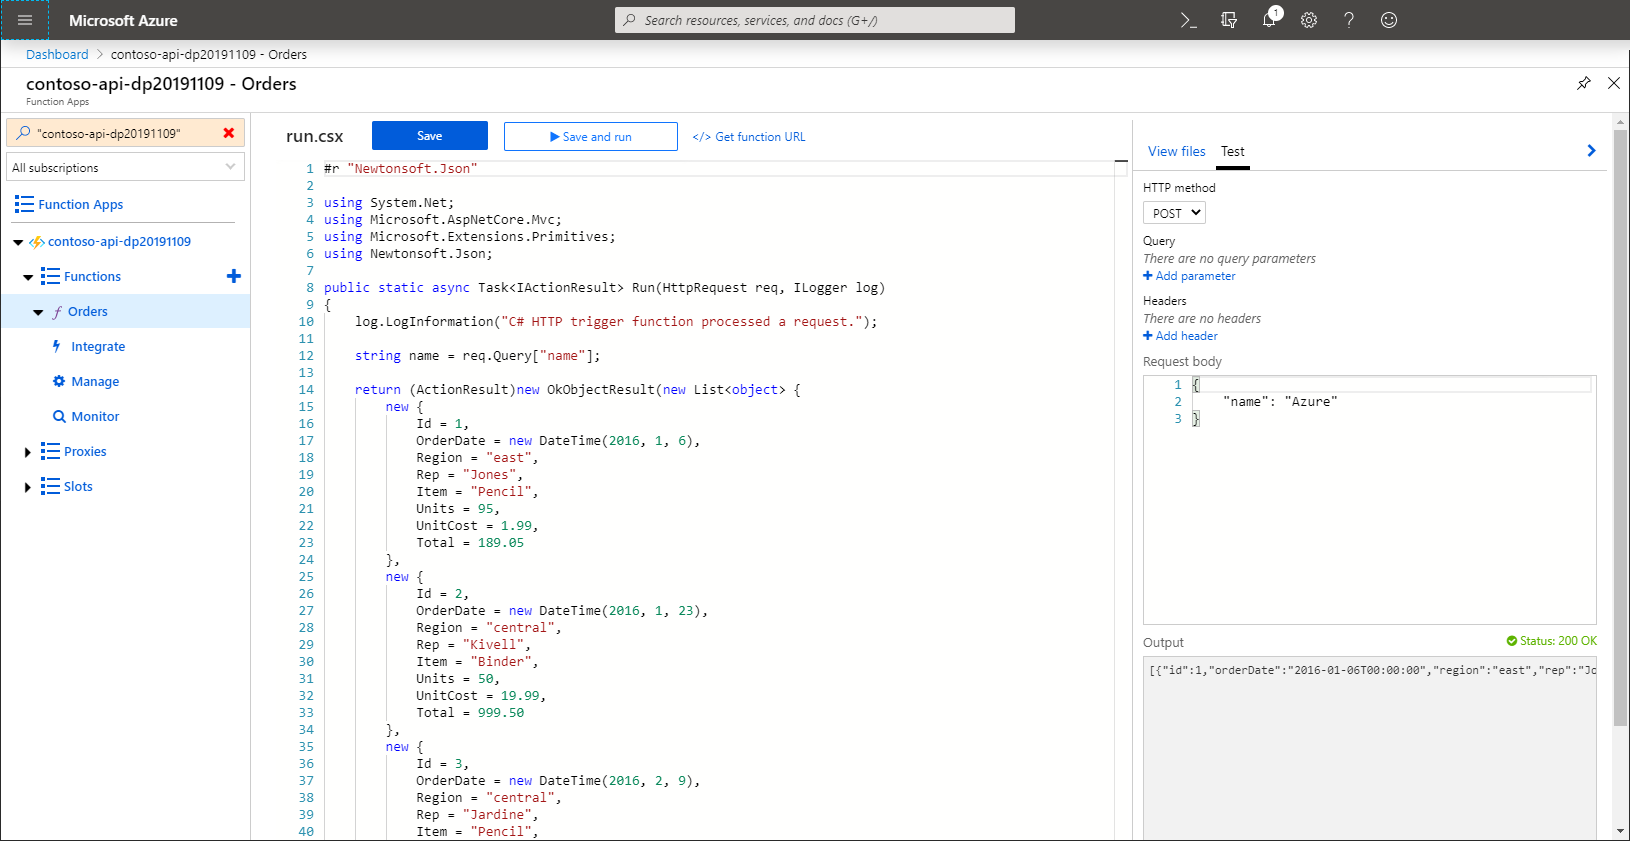 Microsoft Azure
Search resources, services, and docs (G+/)
1
Dashboard > contoso-api-dp20191109 - Orders
contoso-api-dp20191109 - Orders
Function Apps
"contoso-api-dp20191109"
All subscriptions
Function Apps
contoso-api-dp20191109
Functions
Orders
Integrate
Manage
Monitor
Proxies
Slots
run.csx
Save
Save and run
</> Get function URL
1 #r "Newtonsoft.Json"
2
3 using System.Net;
4 using Microsoft.AspNetCore.Mvc;
5 using Microsoft.Extensions.Primitives;
6 using Newtonsoft.Json;
7
8 public static async Task<IActionResult> Run(HttpRequest req, ILogger log)
9 {
10     log.LogInformation("C# HTTP trigger function processed a request.");
11
12     string name = req.Query["name"];
13
14     return (ActionResult)new OkObjectResult(new List<object> {
15         new {
16             Id = 1,
17             OrderDate = new DateTime(2016, 1, 6),
18             Region = "east",
19             Rep = "Jones",
20             Item = "Pencil",
21             Units = 95,
22             UnitCost = 1.99,
23             Total = 189.05
24         },
25         new {
26             Id = 2,
27             OrderDate = new DateTime(2016, 1, 23),
28             Region = "central",
29             Rep = "Kivell",
30             Item = "Binder",
31             Units = 50,
32             UnitCost = 19.99,
33             Total = 999.50
34         },
35         new {
36             Id = 3,
37             OrderDate = new DateTime(2016, 2, 9),
38             Region = "central",
39             Rep = "Jardine",
40             Item = "Pencil",
View files
Test
HTTP method
POST
Query
There are no query parameters
Add parameter
Headers
There are no headers
Add header
Request body
1 {
2     "name": "Azure"
3 }
Output
Status: 200 OK
[{"id":1,"orderDate":"2016-01-06T00:00:00","region":"east","rep":"Jo